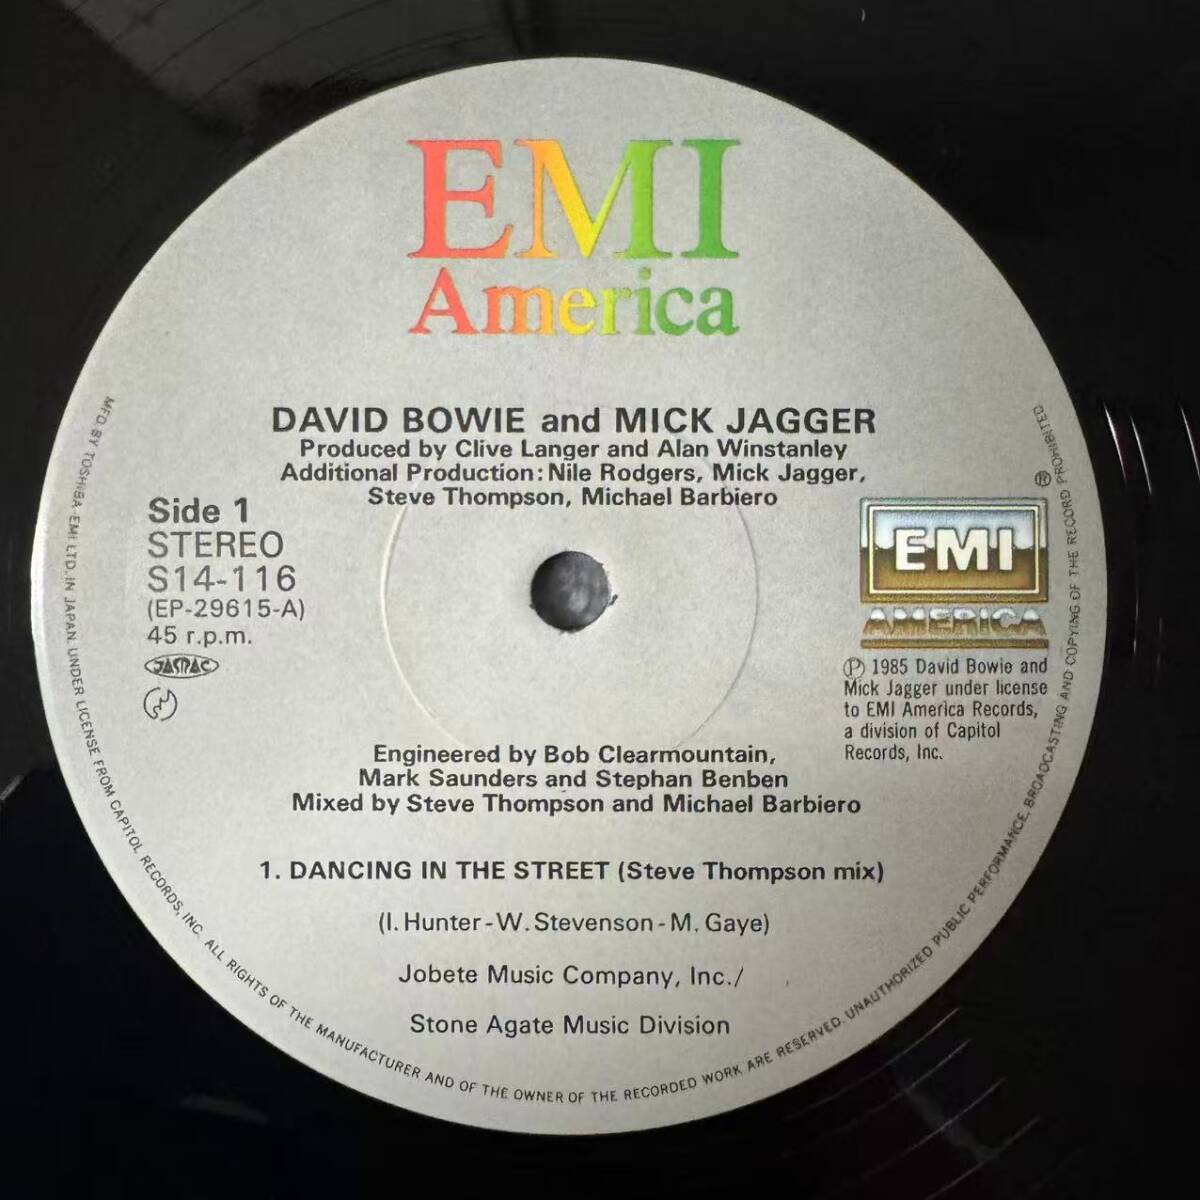 EMI
America
DAVID BOWIE and MICK JAGGER
Produced by Clive Langer and Alan Winstanley
Additional Production: Nile Rodgers, Mick Jagger,
Steve Thompson, Michael Barbiero
Side 1
STEREO
S14-116
(EP-29615-A)
45 r.p.m.
JASRAC
EMI
AMERICA
Ⓟ 1985 David Bowie and
Mick Jagger under license
to EMI America Records,
a division of Capitol
Records, Inc.
Engineered by Bob Clearmountain,
Mark Saunders and Stephan Benben
Mixed by Steve Thompson and Michael Barbiero
1. DANCING IN THE STREET (Steve Thompson mix)
(I. Hunter-W. Stevenson-M. Gaye)
Jobete Music Company, Inc./
Stone Agate Music Division
MFD. BY TOSHIBA-EMI LTD. IN JAPAN. UNDER LICENSE FROM CAPITOL RECORDS, INC. ALL RIGHTS OF THE MANUFACTURER AND OF THE OWNER OF THE RECORDED WORK ARE RESERVED. UNAUTHORIZED PUBLIC PERFORMANCE, BROADCASTING AND COPYING OF THE RECORD PROHIBITED. ®